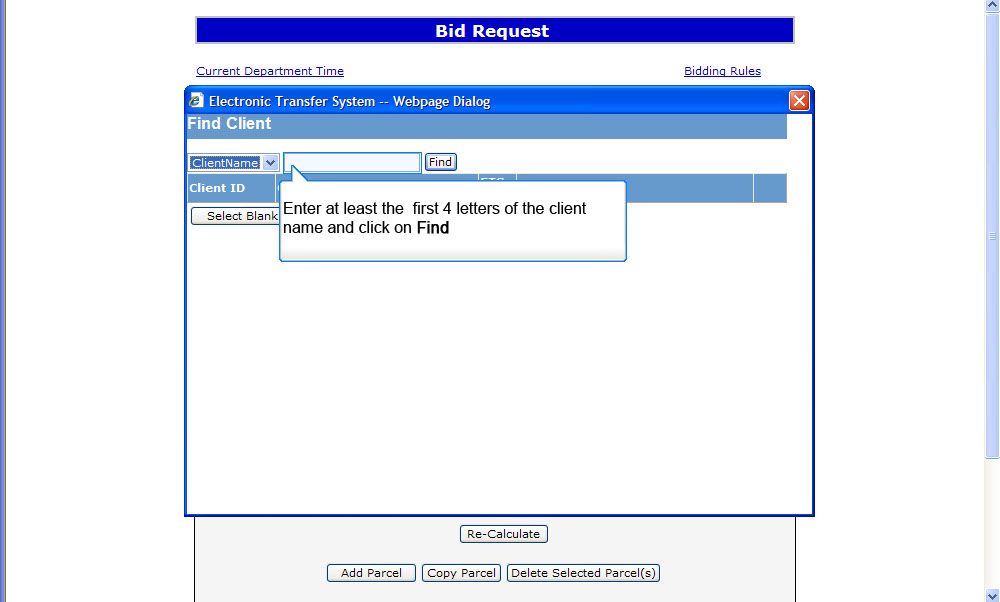 Bid Request
Current Department Time
Bidding Rules
Electronic Transfer System -- Webpage Dialog
Find Client
ClientName
Find
Client ID
Select Blank
Enter at least the first 4 letters of the client
name and click on Find
Re-Calculate
Add Parcel
Copy Parcel
Delete Selected Parcel(s)